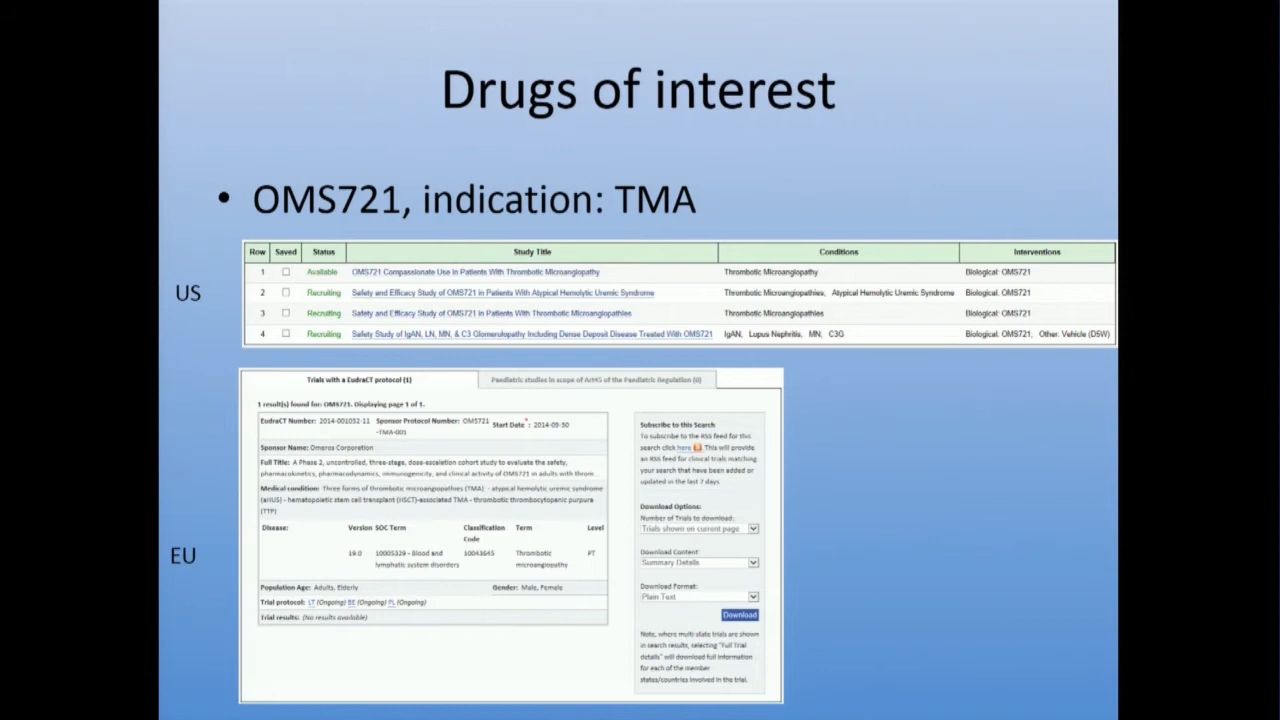 Drugs of interest
• OMS721, indication: TMA
US
Row Saved Status Study Title Conditions Interventions
1 Available OMS721 Compassionate Use in Patients With Thrombotic Microangiopathy Thrombotic Microangiopathy Biological: OMS721
2 Recruiting Safety and Efficacy Study of OMS721 in Patients With Atypical Hemolytic Uremic Syndrome Thrombotic Microangiopathies, Atypical Hemolytic Uremic Syndrome Biological: OMS721
3 Recruiting Safety and Efficacy Study of OMS721 in Patients With Thrombotic Microangiopathies Thrombotic Microangiopathies Biological: OMS721
4 Recruiting Safety Study of IgAN, LN, MN, & C3 Glomerulopathy Including Dense Deposit Disease Treated With OMS721 IgAN, Lupus Nephritis, MN, C3G Biological: OMS721, Other: Vehicle (D5W)
EU
Trials with a EudraCT protocol (1) Paediatric studies in scope of Art45 of the Paediatric Regulation (0)
1 result(s) found for: OMS721. Displaying page 1 of 1.
EudraCT Number: 2014-001032-11 Sponsor Protocol Number: OMS721 Start Date*: 2014-09-30
-TMA-001
Sponsor Name: Omeros Corporation
Full Title: A Phase 2, uncontrolled, three-stage, dose-escalation cohort study to evaluate the safety,
pharmacokinetics, pharmacodynamics, immunogenicity, and clinical activity of OMS721 in adults with throm...
Medical condition: Three forms of thrombotic microangiopathies (TMA) - atypical hemolytic uremic syndrome
(aHUS) - hematopoietic stem cell transplant (HSCT)-associated TMA - thrombotic thrombocytopenic purpura
(TTP)
Disease: Version SOC Term Classification Term Level
Code
19.0 10005329 - Blood and 10043645 Thrombotic PT
lymphatic system disorders microangiopathy
Population Age: Adults, Elderly Gender: Male, Female
Trial protocol: LT (Ongoing) BE (Ongoing) PL (Ongoing)
Trial results: (No results available)
Subscribe to this Search
To subscribe to the RSS feed for this
search click here. This will provide
an RSS feed for clinical trials matching
your search that have been added or
updated in the last 7 days
Download Options:
Number of Trials to download:
Trials shown on current page
Download Content:
Summary Details
Download Format:
Plain Text
Download
Note, where multi-state trials are shown
in search results, selecting "Full Trial
details" will download full information
for each of the member
states/countries involved in the trial.